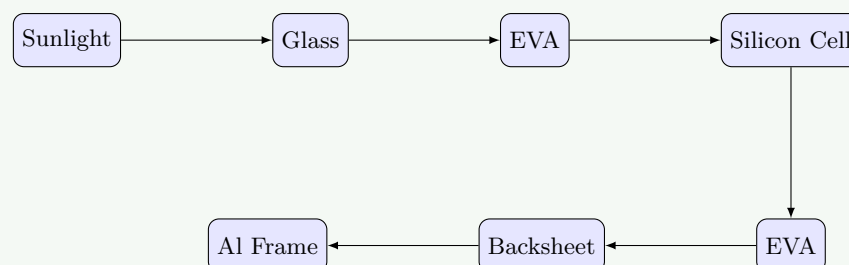 Sunlight
Glass
EVA
Silicon Cell
Al Frame
Backsheet
EVA